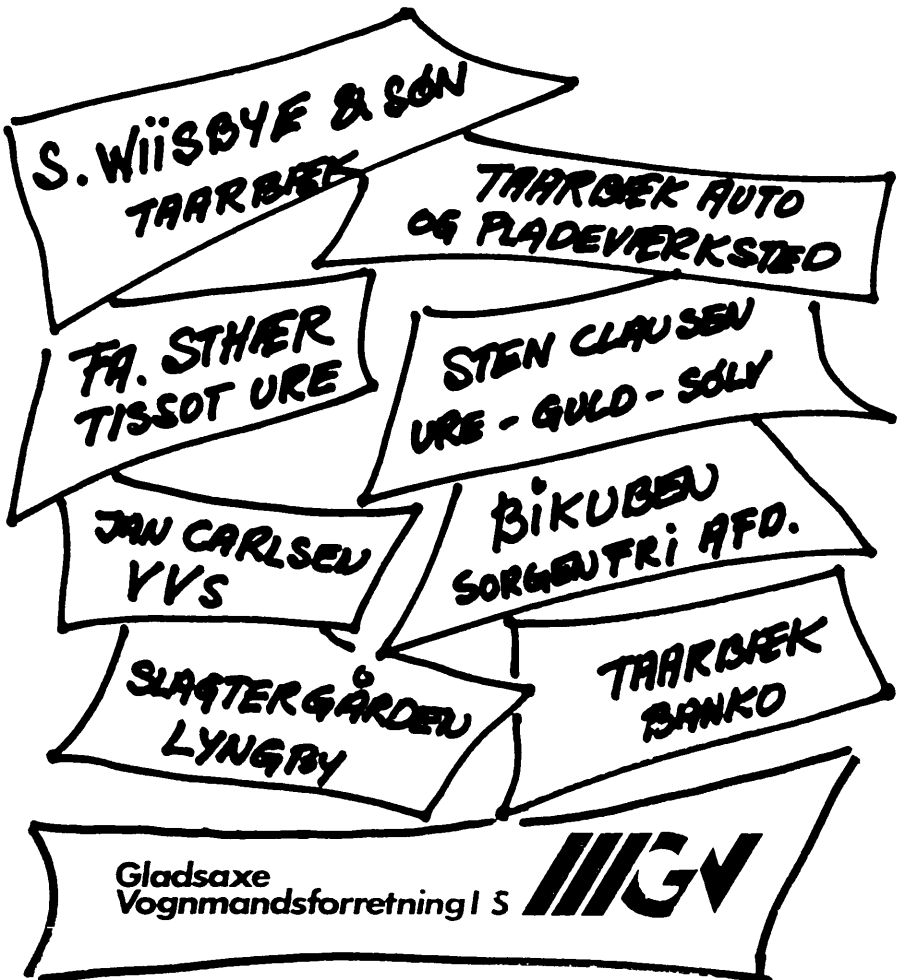 S. WiiSBYE & SØN
TAARBÆK
TAARBÆK AUTO
OG PLADEVÆRKSTED
FA. STHÆR
TISSOT URE
STEN CLAUSEN
URE - GULD - SØLV
JAN CARLSEN
VVS
BiKUBEN
SORGENFRi AFD.
SLAGTERGÅRDEN
LYNGBY
TAARBÆK
BANKO
Gladsaxe
Vognmandsforretning I S
GV